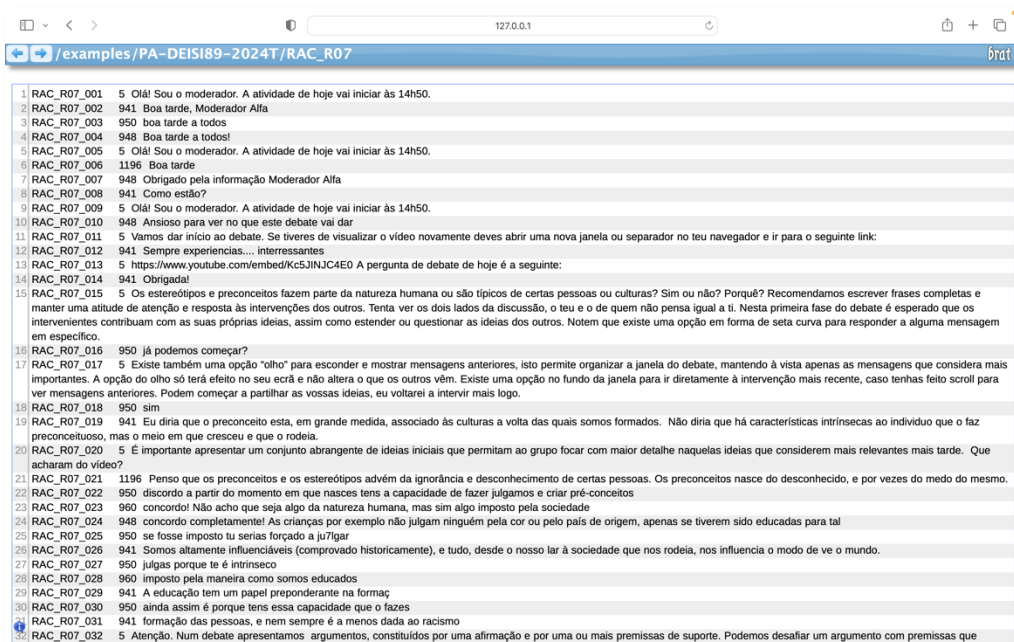 127.0.0.1
/examples/PA-DEISI89-2024T/RAC_R07
brat
1 RAC_R07_001 5 Olá! Sou o moderador. A atividade de hoje vai iniciar às 14h50.
2 RAC_R07_002 941 Boa tarde, Moderador Alfa
3 RAC_R07_003 950 boa tarde a todos
4 RAC_R07_004 948 Boa tarde a todos!
5 RAC_R07_005 5 Olá! Sou o moderador. A atividade de hoje vai iniciar às 14h50.
6 RAC_R07_006 1196 Boa tarde
7 RAC_R07_007 948 Obrigado pela informação Moderador Alfa
8 RAC_R07_008 941 Como estão?
9 RAC_R07_009 5 Olá! Sou o moderador. A atividade de hoje vai iniciar às 14h50.
10 RAC_R07_010 948 Ansioso para ver no que este debate vai dar
11 RAC_R07_011 5 Vamos dar início ao debate. Se tiveres de visualizar o vídeo novamente deves abrir uma nova janela ou separador no teu navegador e ir para o seguinte link:
12 RAC_R07_012 941 Sempre experiencias.... interressantes
13 RAC_R07_013 5 https://www.youtube.com/embed/Kc5JINJC4E0 A pergunta de debate de hoje é a seguinte:
14 RAC_R07_014 941 Obrigada!
15 RAC_R07_015 5 Os estereótipos e preconceitos fazem parte da natureza humana ou são típicos de certas pessoas ou culturas? Sim ou não? Porquê? Recomendamos escrever frases completas e
manter uma atitude de atenção e resposta às intervenções dos outros. Tenta ver os dois lados da discussão, o teu e o de quem não pensa igual a ti. Nesta primeira fase do debate é esperado que os
intervenientes contribuam com as suas próprias ideias, assim como estender ou questionar as ideias dos outros. Notem que existe uma opção em forma de seta curva para responder a alguma mensagem
em específico.
16 RAC_R07_016 950 já podemos começar?
17 RAC_R07_017 5 Existe também uma opção "olho" para esconder e mostrar mensagens anteriores, isto permite organizar a janela do debate, mantendo à vista apenas as mensagens que considera mais
importantes. A opção do olho só terá efeito no seu ecrã e não altera o que os outros vêm. Existe uma opção no fundo da janela para ir diretamente à intervenção mais recente, caso tenhas feito scroll para
ver mensagens anteriores. Podem começar a partilhar as vossas ideias, eu voltarei a intervir mais logo.
18 RAC_R07_018 950 sim
19 RAC_R07_019 941 Eu diria que o preconceito esta, em grande medida, associado às culturas a volta das quais somos formados. Não diria que há características intrínsecas ao individuo que o faz
preconceituoso, mas o meio em que cresceu e que o rodeia.
20 RAC_R07_020 5 É importante apresentar um conjunto abrangente de ideias iniciais que permitam ao grupo focar com maior detalhe naquelas ideias que considerem mais relevantes mais tarde. Que
acharam do vídeo?
21 RAC_R07_021 1196 Penso que os preconceitos e os estereótipos advém da ignorância e desconhecimento de certas pessoas. Os preconceitos nasce do desconhecido, e por vezes do medo do mesmo.
22 RAC_R07_022 950 discordo a partir do momento em que nasces tens a capacidade de fazer julgamos e criar pré-conceitos
23 RAC_R07_023 960 concordo! Não acho que seja algo da natureza humana, mas sim algo imposto pela sociedade
24 RAC_R07_024 948 concordo completamente! As crianças por exemplo não julgam ninguém pela cor ou pelo país de origem, apenas se tiverem sido educadas para tal
25 RAC_R07_025 950 se fosse imposto tu serias forçado a ju7lgar
26 RAC_R07_026 941 Somos altamente influenciáveis (comprovado historicamente), e tudo, desde o nosso lar à sociedade que nos rodeia, nos influencia o modo de ve o mundo.
27 RAC_R07_027 950 julgas porque te é intrinseco
28 RAC_R07_028 960 imposto pela maneira como somos educados
29 RAC_R07_029 941 A educação tem um papel preponderante na formaç
30 RAC_R07_030 950 ainda assim é porque tens essa capacidade que o fazes
31 RAC_R07_031 941 formação das pessoas, e nem sempre é a menos dada ao racismo
32 RAC_R07_032 5 Atenção. Num debate apresentamos argumentos, constituídos por uma afirmação e por uma ou mais premissas de suporte. Podemos desafiar um argumento com premissas que